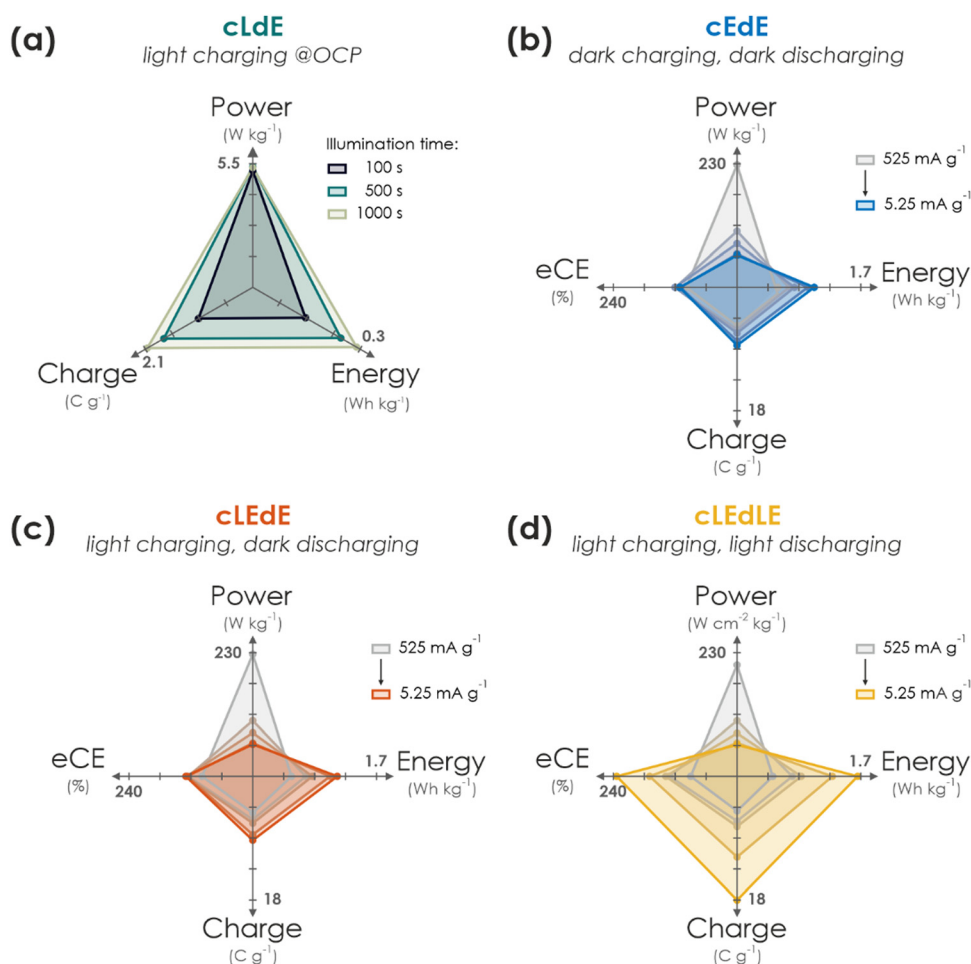 (a)
cLdE
light charging @OCP
Power
(W kg⁻¹)
5.5
Illumination time:
100 s
500 s
1000 s
Charge
(C g⁻¹)
2.1
0.3
Energy
(Wh kg⁻¹)
(b)
cEdE
dark charging, dark discharging
Power
(W kg⁻¹)
230
525 mA g⁻¹
5.25 mA g⁻¹
eCE
(%)
240
1.7
Energy
(Wh kg⁻¹)
18
Charge
(C g⁻¹)
(c)
cLEdE
light charging, dark discharging
Power
(W kg⁻¹)
230
525 mA g⁻¹
5.25 mA g⁻¹
eCE
(%)
240
1.7
Energy
(Wh kg⁻¹)
18
Charge
(C g⁻¹)
(d)
cLEdLE
light charging, light discharging
Power
(W cm⁻² kg⁻¹)
230
525 mA g⁻¹
5.25 mA g⁻¹
eCE
(%)
240
1.7
Energy
(Wh kg⁻¹)
18
Charge
(C g⁻¹)